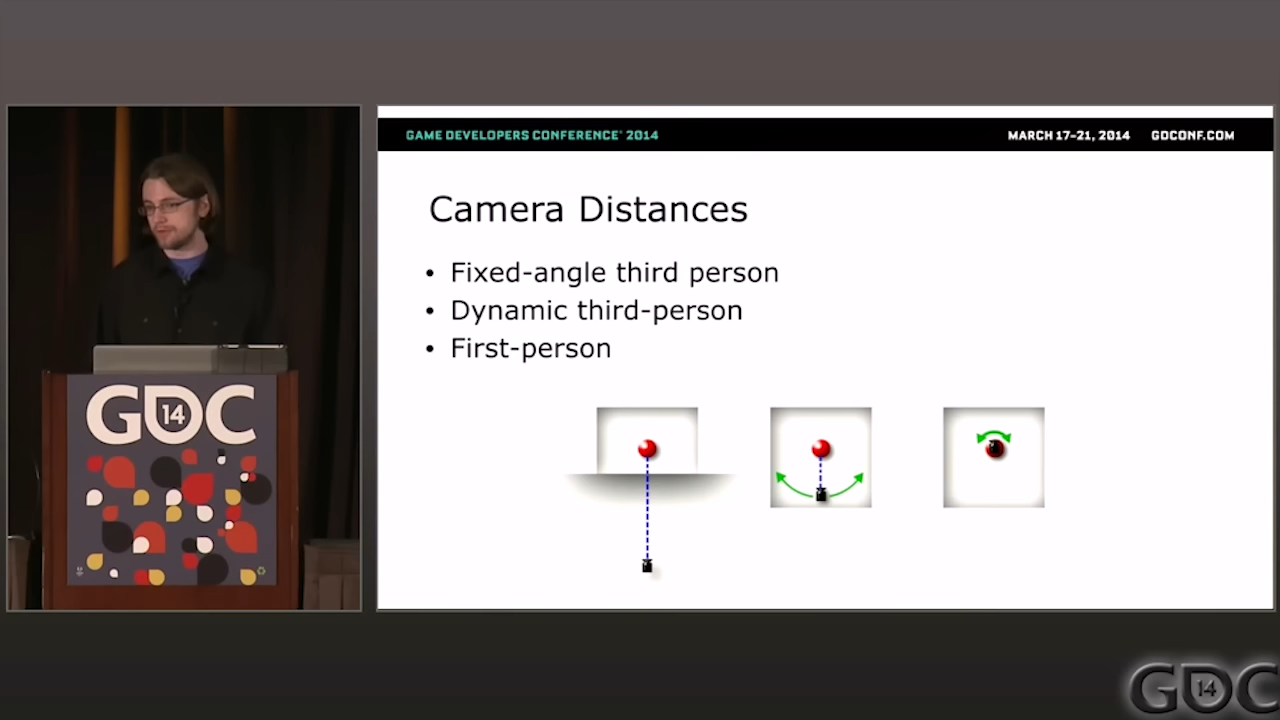 GAME DEVELOPERS CONFERENCE® 2014
MARCH 17–21, 2014 GDCONF.COM
Camera Distances
• Fixed-angle third person
• Dynamic third-person
• First-person
GDC
14
GDC
14